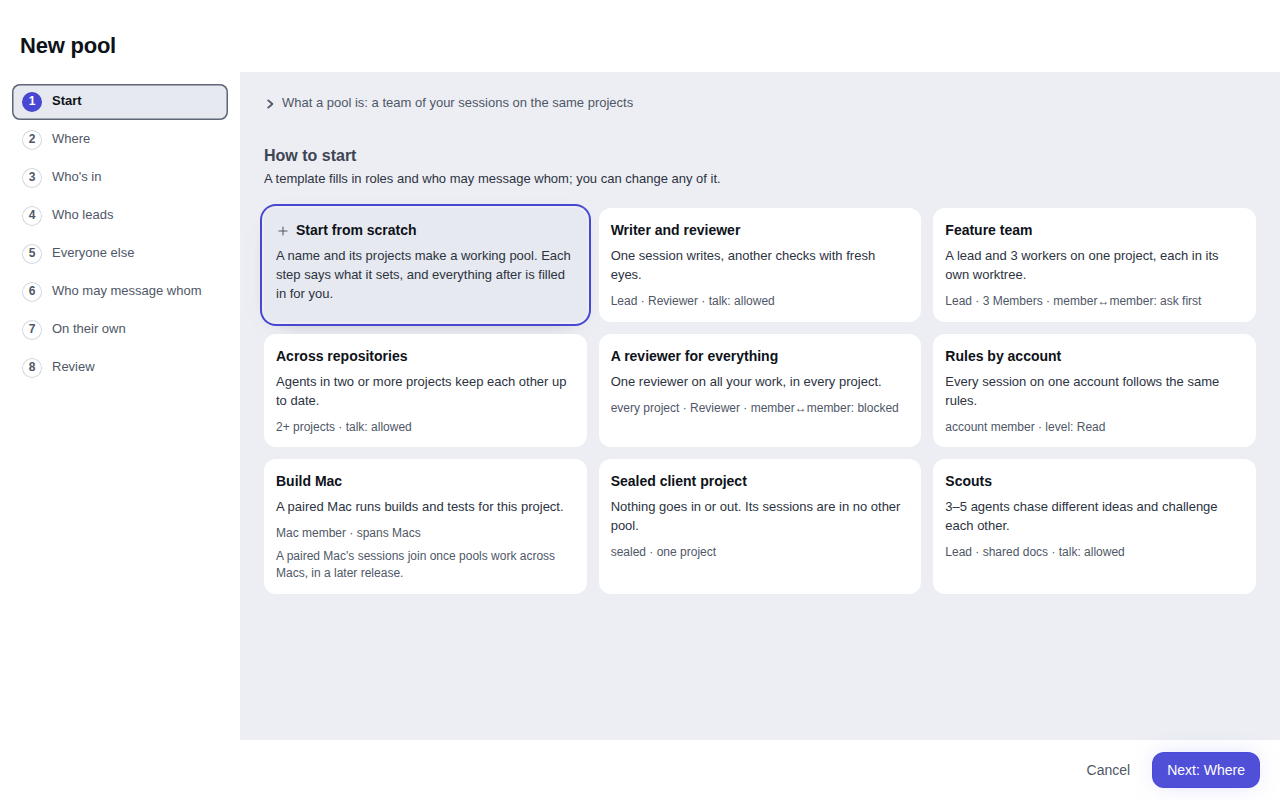 New pool
1 Start
2 Where
3 Who's in
4 Who leads
5 Everyone else
6 Who may message whom
7 On their own
8 Review
What a pool is: a team of your sessions on the same projects
How to start
A template fills in roles and who may message whom; you can change any of it.
Start from scratch
A name and its projects make a working pool. Each
step says what it sets, and everything after is filled
in for you.
Writer and reviewer
One session writes, another checks with fresh
eyes.
Lead · Reviewer · talk: allowed
Feature team
A lead and 3 workers on one project, each in its
own worktree.
Lead · 3 Members · member↔member: ask first
Across repositories
Agents in two or more projects keep each other up
to date.
2+ projects · talk: allowed
A reviewer for everything
One reviewer on all your work, in every project.
every project · Reviewer · member↔member: blocked
Rules by account
Every session on one account follows the same
rules.
account member · level: Read
Build Mac
A paired Mac runs builds and tests for this project.
Mac member · spans Macs
A paired Mac's sessions join once pools work across
Macs, in a later release.
Sealed client project
Nothing goes in or out. Its sessions are in no other
pool.
sealed · one project
Scouts
3–5 agents chase different ideas and challenge
each other.
Lead · shared docs · talk: allowed
Cancel
Next: Where